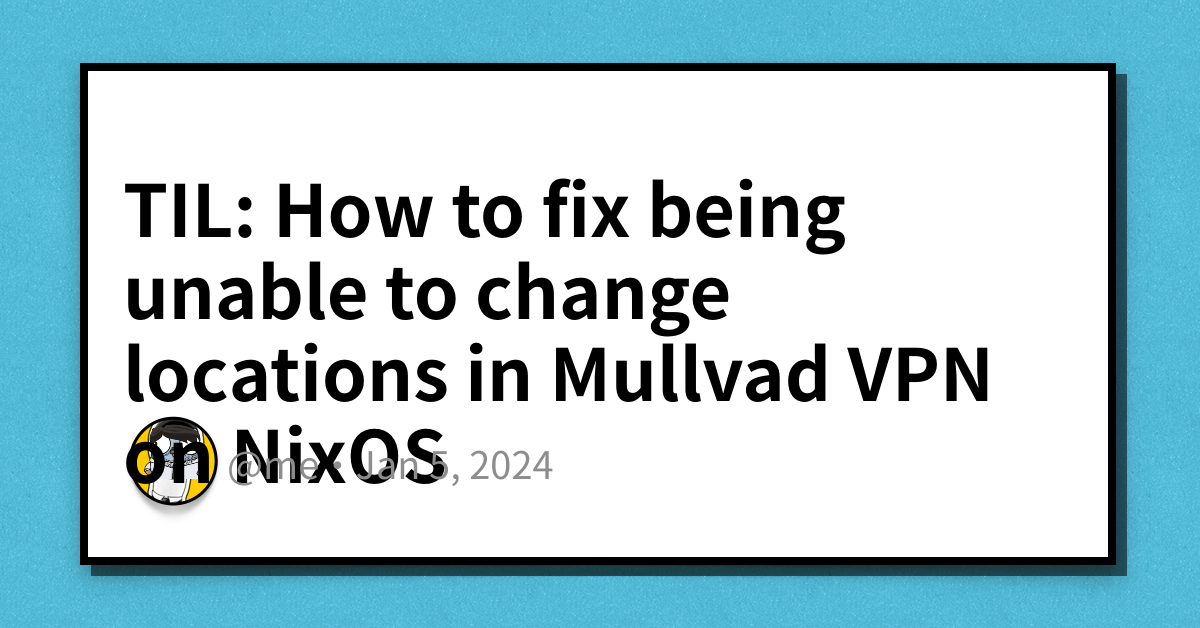 TIL: How to fix being
unable to change
locations in Mullvad VPN
on NixOS
@me • Jan 5, 2024